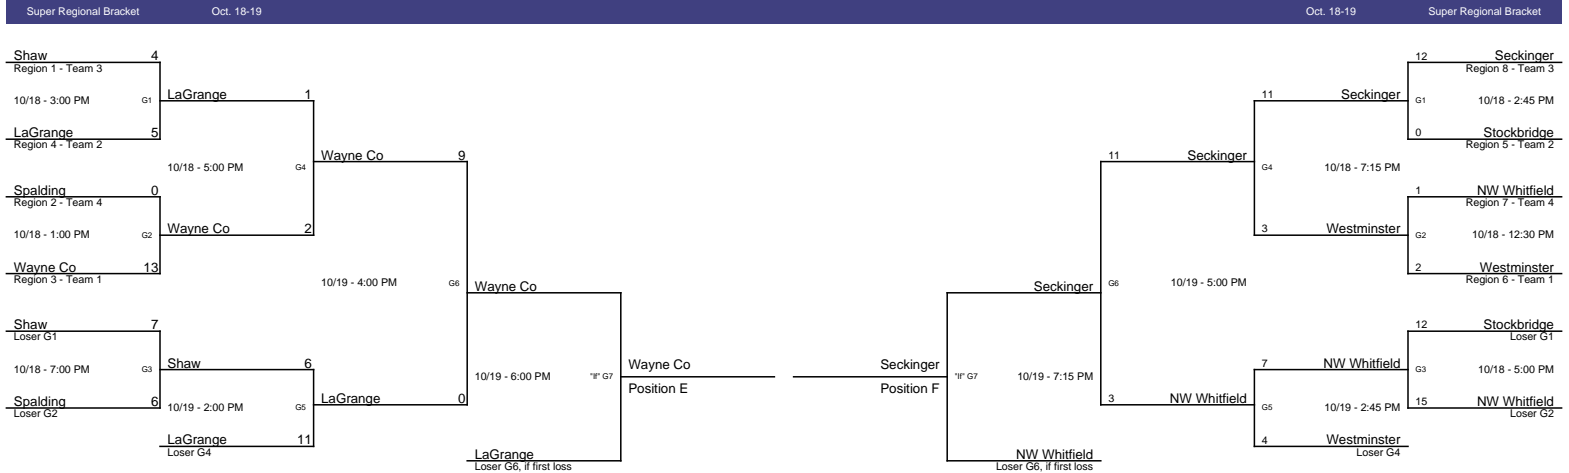 Super Regional Bracket Oct. 18-19 Oct. 18-19 Super Regional Bracket
Shaw 4
Region 1 - Team 3
10/18 - 3:00 PM G1
LaGrange 5
Region 4 - Team 2
Spalding 0
Region 2 - Team 4
10/18 - 1:00 PM G2
Wayne Co 13
Region 3 - Team 1
Shaw 7
Loser G1
10/18 - 7:00 PM G3
Spalding 6
Loser G2
LaGrange 1
10/18 - 5:00 PM G4
Wayne Co 2
Shaw 6
10/19 - 2:00 PM G5
LaGrange 11
Loser G4
Wayne Co 9
10/19 - 4:00 PM G6
LaGrange 0
Wayne Co
10/19 - 6:00 PM "If" G7
LaGrange
Loser G6, if first loss
Wayne Co
Position E
Seckinger
Position F
Seckinger
"If" G7 10/19 - 7:15 PM
NW Whitfield
Loser G6, if first loss
11 Seckinger
G6 10/19 - 5:00 PM
3 NW Whitfield
11 Seckinger
G4 10/18 - 7:15 PM
3 Westminster
7 NW Whitfield
G5 10/19 - 2:45 PM
4 Westminster
Loser G4
12 Seckinger
Region 8 - Team 3
G1 10/18 - 2:45 PM
0 Stockbridge
Region 5 - Team 2
1 NW Whitfield
Region 7 - Team 4
G2 10/18 - 12:30 PM
2 Westminster
Region 6 - Team 1
12 Stockbridge
Loser G1
G3 10/18 - 5:00 PM
15 NW Whitfield
Loser G2